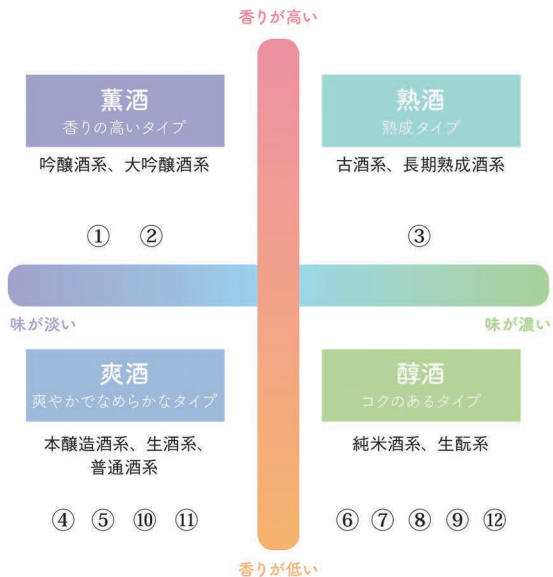 香りが高い
薫酒
香りの高いタイプ
吟醸酒系、大吟醸酒系
① ②
熟酒
熟成タイプ
古酒系、長期熟成酒系
③
味が淡い
味が濃い
爽酒
爽やかでなめらかなタイプ
本醸造酒系、生酒系、
普通酒系
④ ⑤ ⑩ ⑪
醇酒
コクのあるタイプ
純米酒系、生酛系
⑥ ⑦ ⑧ ⑨ ⑫
香りが低い